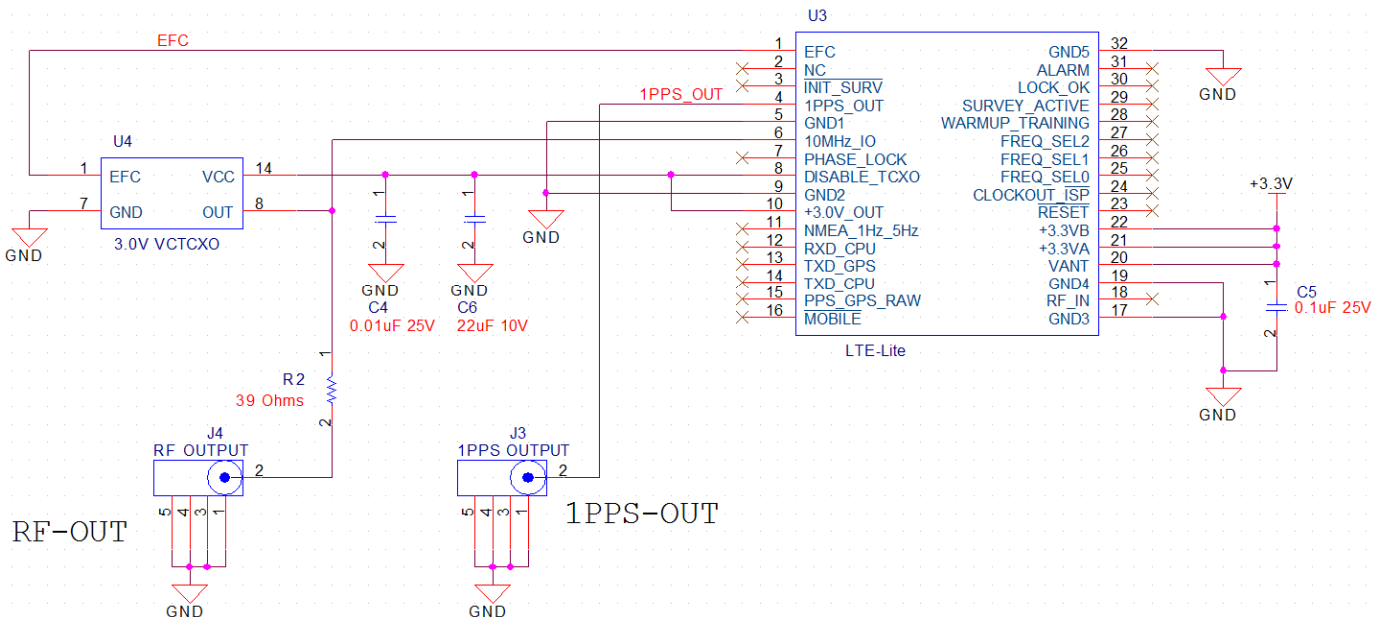 U3
EFC
1 EFC
2 NC
3 INIT_SURV
1PPS_OUT
4 1PPS_OUT
5 GND1
6 10MHz_IO
7 PHASE_LOCK
8 DISABLE_TCXO
9 GND2
10 +3.0V_OUT
11 NMEA_1Hz_5Hz
12 RXD_CPU
13 TXD_GPS
14 TXD_CPU
15 PPS_GPS_RAW
16 MOBILE
GND5 32
ALARM 31
LOCK_OK 30
SURVEY_ACTIVE 29
WARMUP_TRAINING 28
FREQ_SEL2 27
FREQ_SEL1 26
FREQ_SEL0 25
CLOCKOUT_ISP 24
RESET 23
+3.3VB 22
+3.3VA 21
VANT 20
GND4 19
RF_IN 18
GND3 17
LTE-Lite
GND
+3.3V
1
C5
0.1uF 25V
2
GND
U4
1 EFC VCC 14
7 GND OUT 8
3.0V VCTCXO
GND
1
2
GND
C4
0.01uF 25V
1
2
GND
C6
22uF 10V
GND
1
R2
39 Ohms
2
J4
RF OUTPUT
2
5 4 3 1
RF-OUT
GND
J3
1PPS OUTPUT
2
5 4 3 1
1PPS-OUT
GND